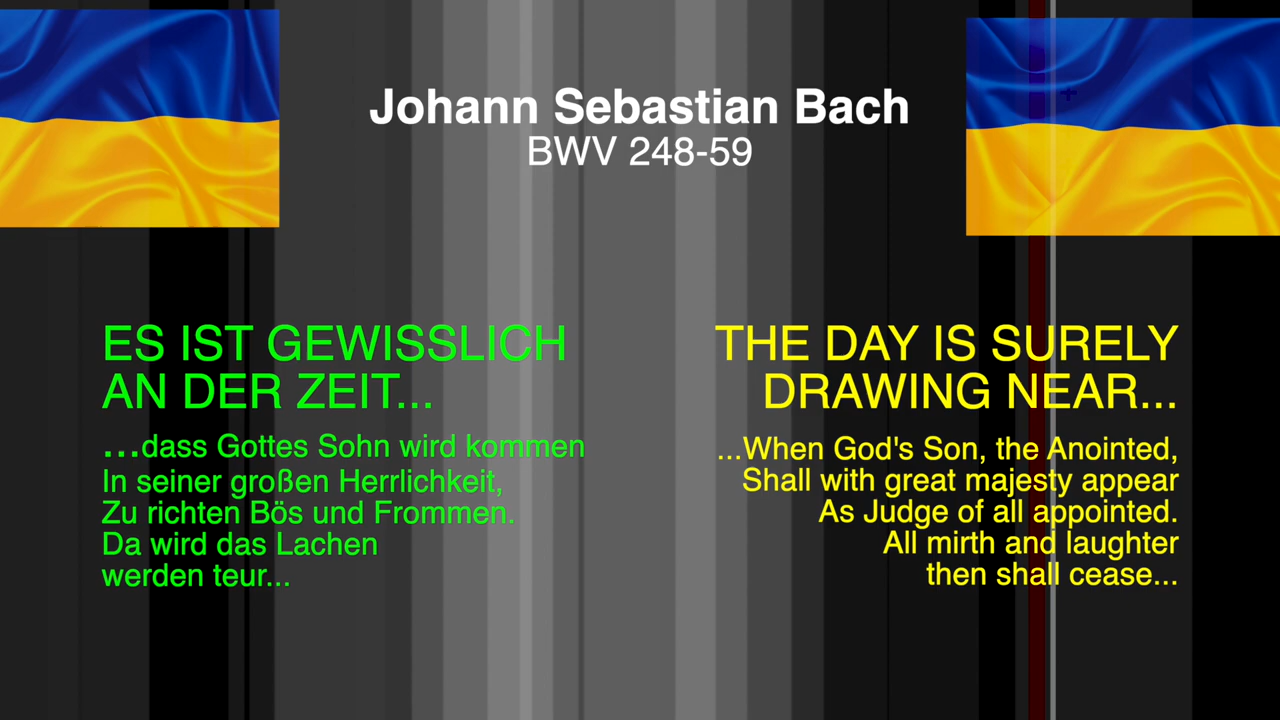 Johann Sebastian Bach
BWV 248-59
ES IST GEWISSLICH
AN DER ZEIT...
...dass Gottes Sohn wird kommen
In seiner großen Herrlichkeit,
Zu richten Bös und Frommen.
Da wird das Lachen
werden teur...
THE DAY IS SURELY
DRAWING NEAR...
...When God's Son, the Anointed,
Shall with great majesty appear
As Judge of all appointed.
All mirth and laughter
then shall cease...